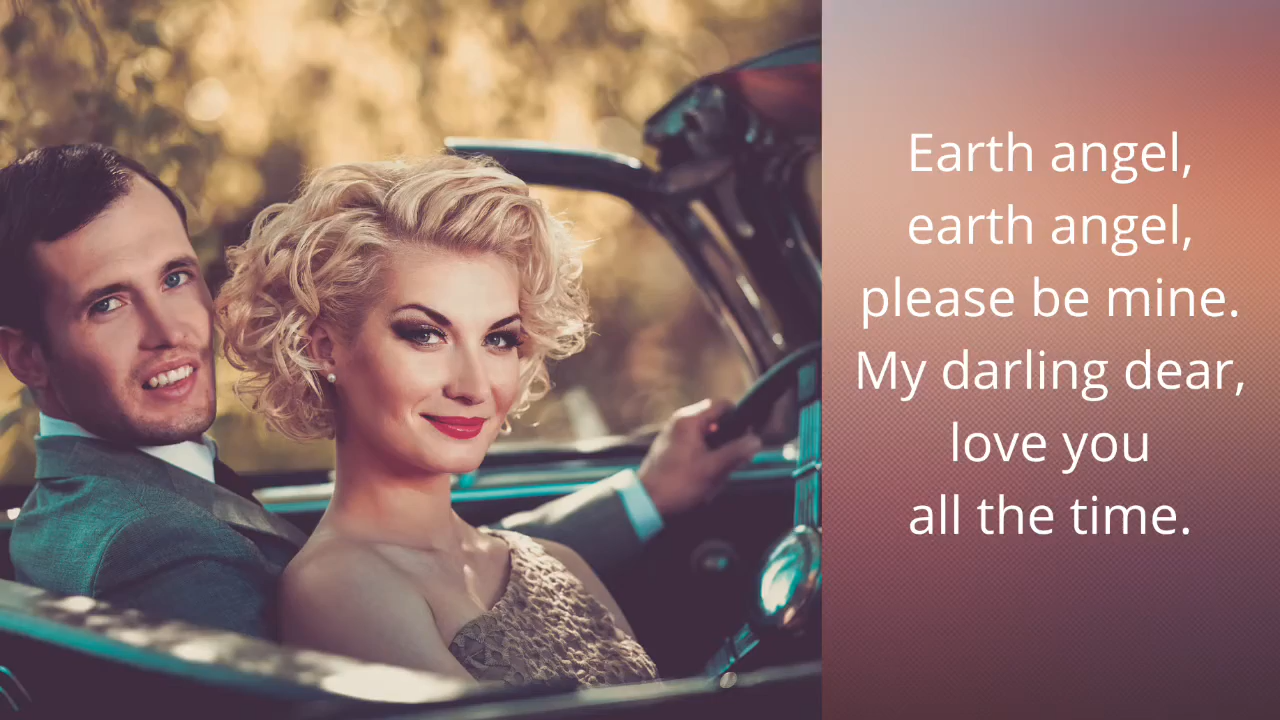 Earth angel,
earth angel,
please be mine.
My darling dear,
love you
all the time.